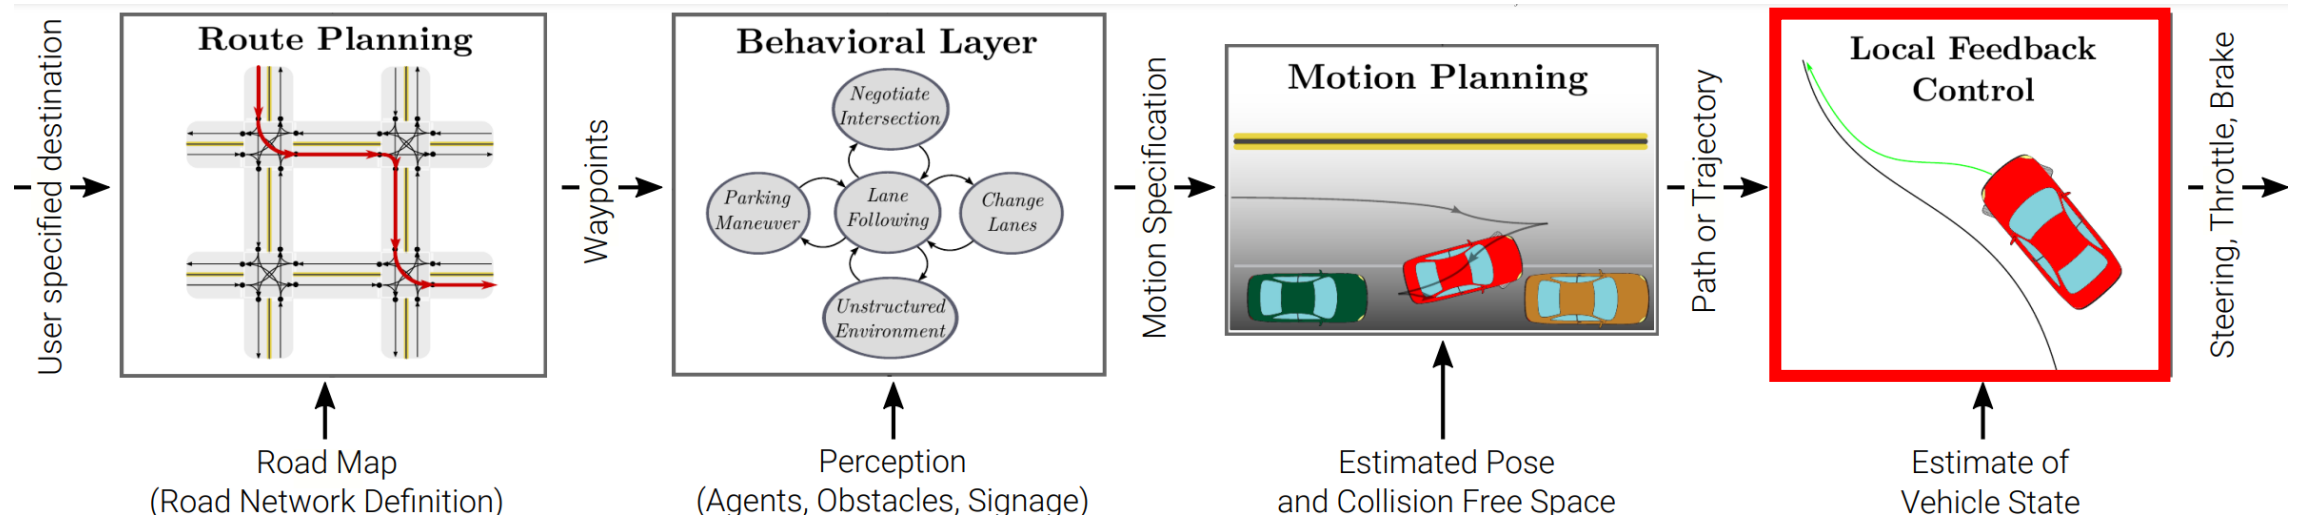 User specified destination
Route Planning
Road Map
(Road Network Definition)
Waypoints
Behavioral Layer
Negotiate
Intersection
Parking
Maneuver
Lane
Following
Change
Lanes
Unstructured
Environment
Perception
(Agents, Obstacles, Signage)
Motion Specification
Motion Planning
Estimated Pose
and Collision Free Space
Path or Trajectory
Local Feedback
Control
Estimate of
Vehicle State
Steering, Throttle, Brake